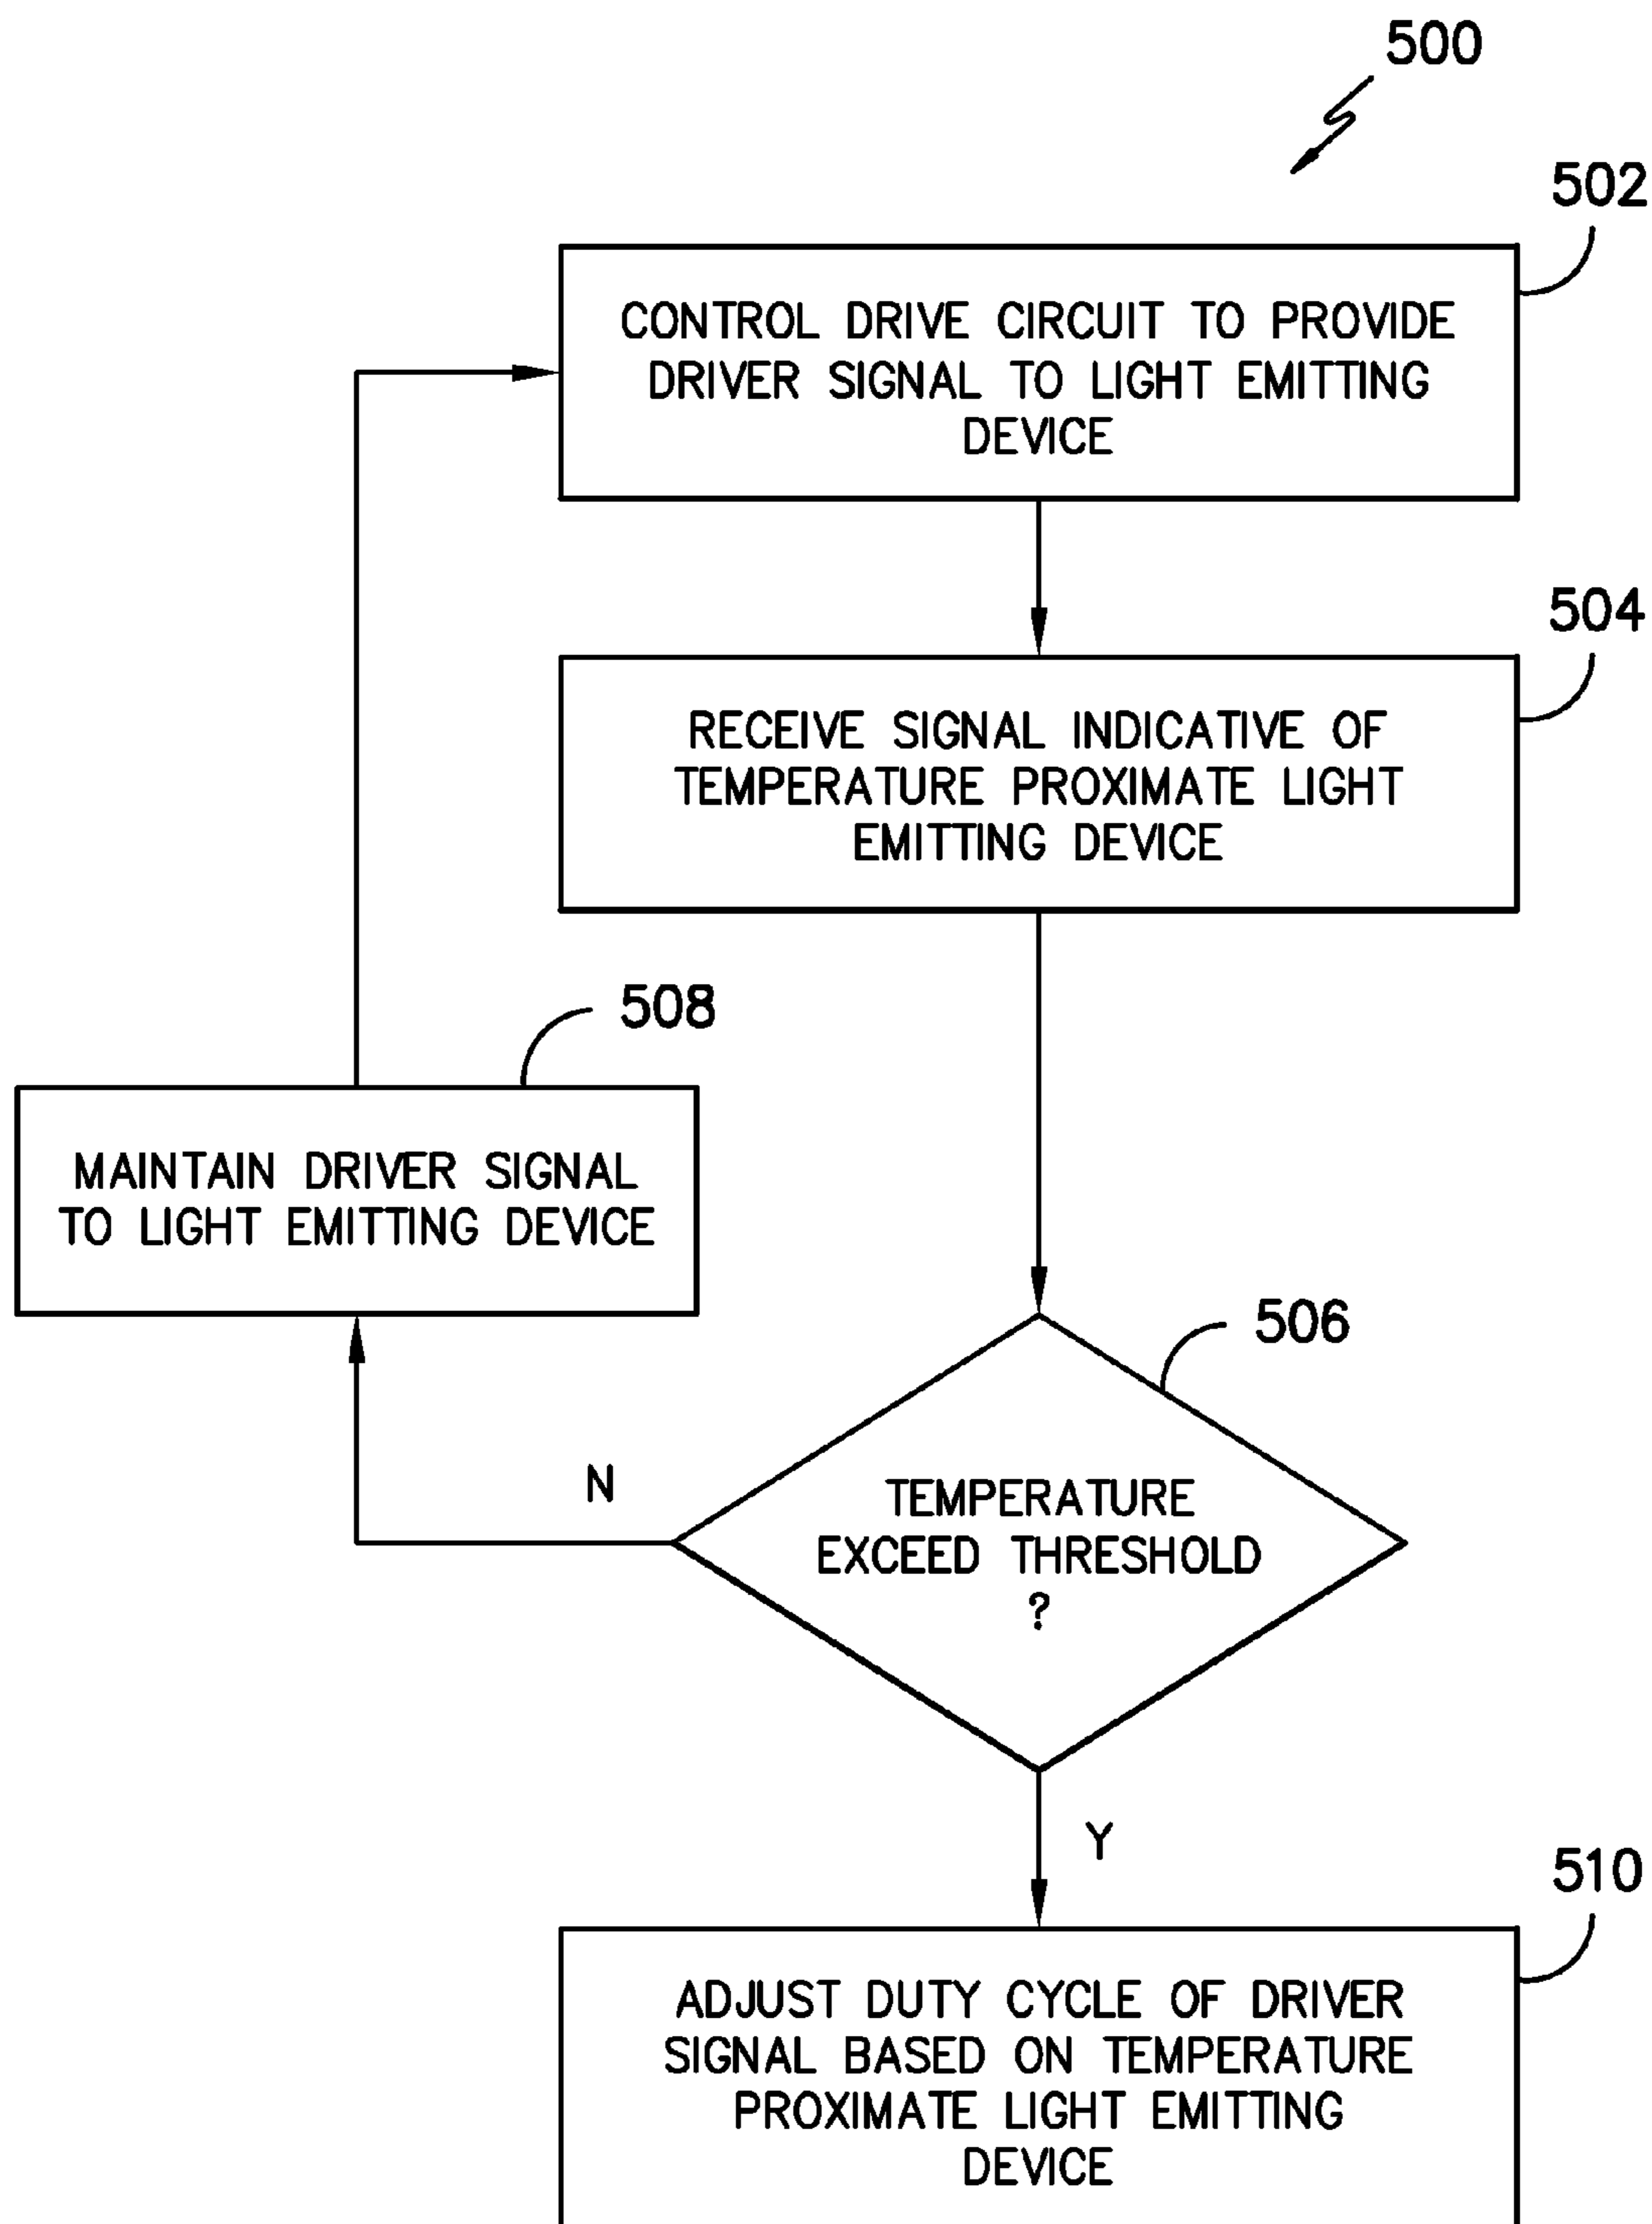 500
502
CONTROL DRIVE CIRCUIT TO PROVIDE
DRIVER SIGNAL TO LIGHT EMITTING
DEVICE
504
RECEIVE SIGNAL INDICATIVE OF
TEMPERATURE PROXIMATE LIGHT
EMITTING DEVICE
508
MAINTAIN DRIVER SIGNAL
TO LIGHT EMITTING DEVICE
506
N
TEMPERATURE
EXCEED THRESHOLD
?
Y
510
ADJUST DUTY CYCLE OF DRIVER
SIGNAL BASED ON TEMPERATURE
PROXIMATE LIGHT EMITTING
DEVICE